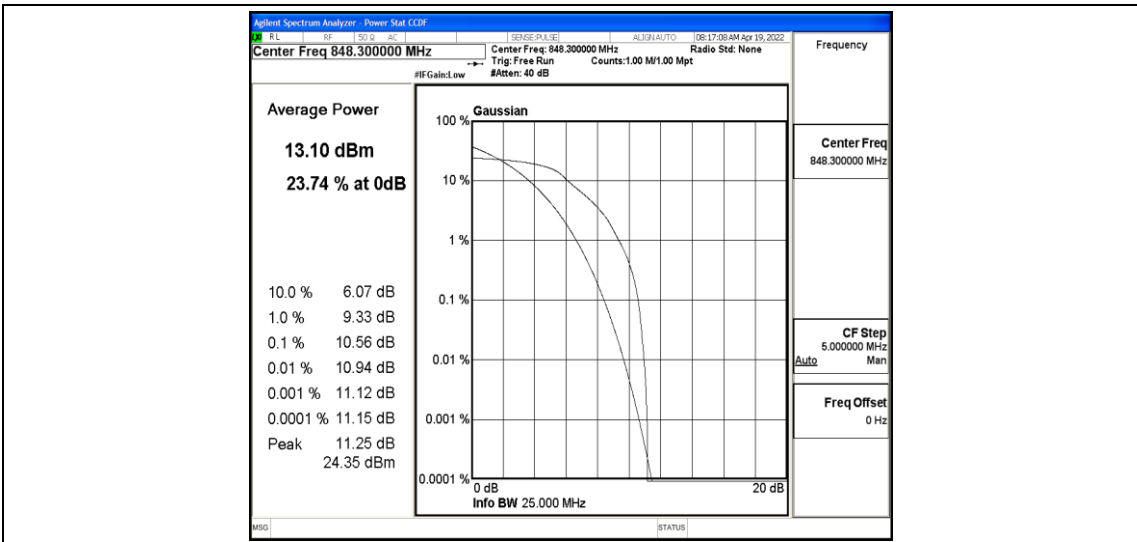 Agilent Spectrum Analyzer - Power Stat CCDF
LXI RL RF 50 Ω AC SENSE:PULSE ALIGN AUTO 08:17:08 AM Apr 19, 2022
Center Freq 848.300000 MHz
Center Freq: 848.300000 MHz Radio Std: None
Trig: Free Run Counts:1.00 M/1.00 Mpt
#IFGain:Low #Atten: 40 dB
Frequency
Average Power
13.10 dBm
23.74 % at 0dB
10.0 % 6.07 dB
1.0 % 9.33 dB
0.1 % 10.56 dB
0.01 % 10.94 dB
0.001 % 11.12 dB
0.0001 % 11.15 dB
Peak 11.25 dB
24.35 dBm
Gaussian
100 %
10 %
1 %
0.1 %
0.01 %
0.001 %
0.0001 %
0 dB 20 dB
Info BW 25.000 MHz
Center Freq
848.300000 MHz
CF Step
5.000000 MHz
Auto Man
Freq Offset
0 Hz
MSG STATUS